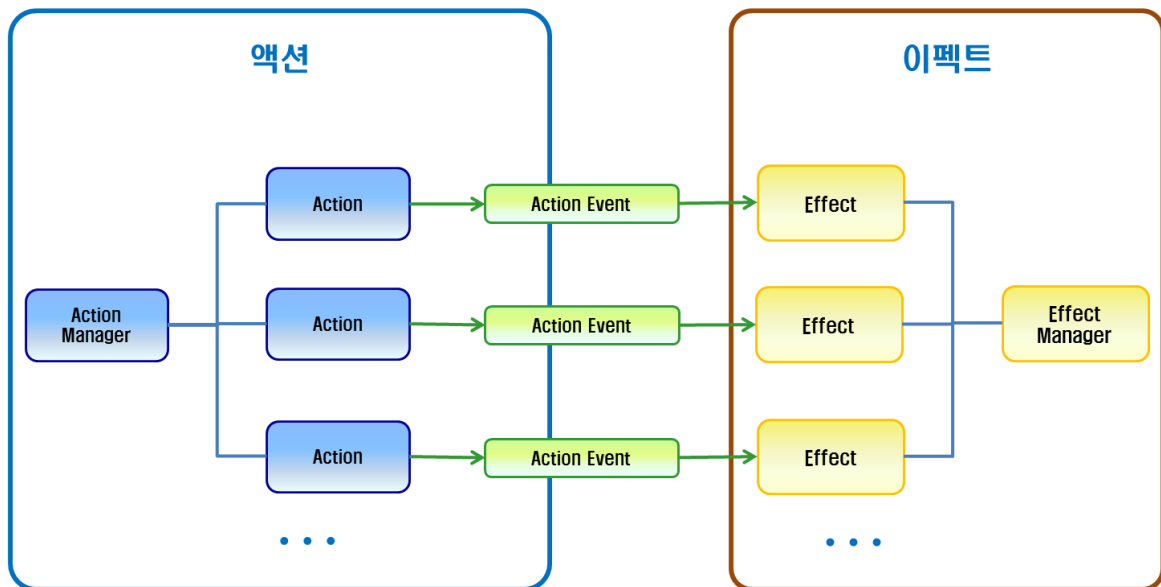 액션
이펙트
Action
Action Event
Effect
Action
Manager
Action
Action Event
Effect
Effect
Manager
Action
Action Event
Effect
• • •
• • •